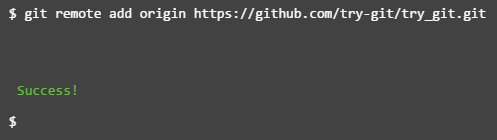 $ git remote add origin https://github.com/try-git/try_git.git
Success!
$